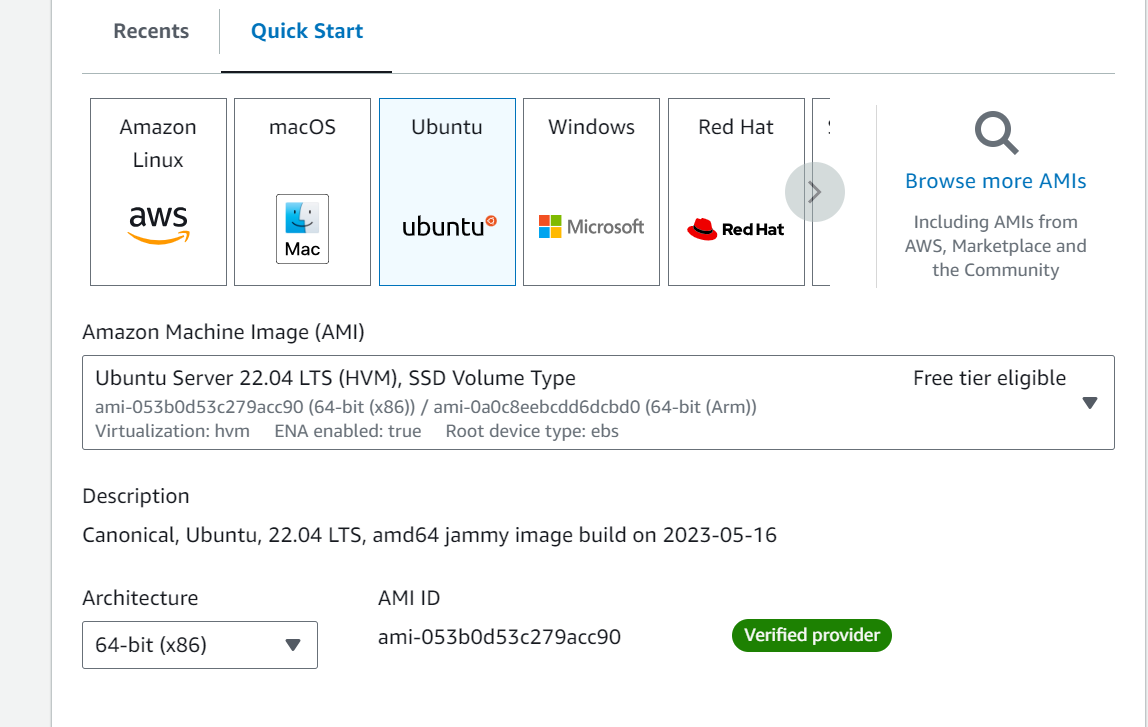 Recents
Quick Start
Amazon
Linux
aws
macOS
Mac
Ubuntu
ubuntu
Windows
Microsoft
Red Hat
Red Hat
Browse more AMIs
Including AMIs from
AWS, Marketplace and
the Community
Amazon Machine Image (AMI)
Ubuntu Server 22.04 LTS (HVM), SSD Volume Type
Free tier eligible
ami-053b0d53c279acc90 (64-bit (x86)) / ami-0a0c8eebcdd6dcbd0 (64-bit (Arm))
Virtualization: hvm ENA enabled: true Root device type: ebs
Description
Canonical, Ubuntu, 22.04 LTS, amd64 jammy image build on 2023-05-16
Architecture
64-bit (x86)
AMI ID
ami-053b0d53c279acc90
Verified provider